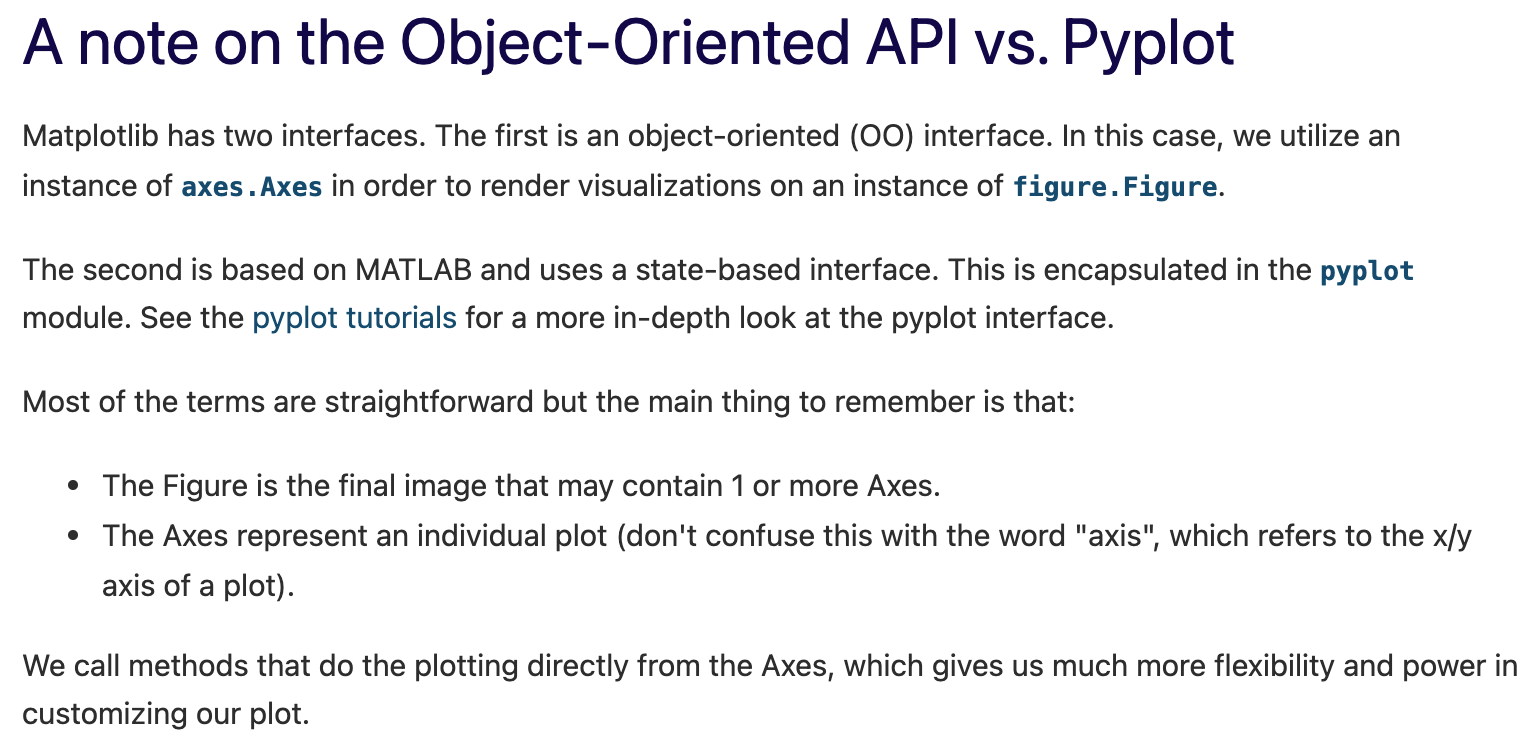 A note on the Object-Oriented API vs. Pyplot
Matplotlib has two interfaces. The first is an object-oriented (OO) interface. In this case, we utilize an
instance of axes.Axes in order to render visualizations on an instance of figure.Figure.
The second is based on MATLAB and uses a state-based interface. This is encapsulated in the pyplot
module. See the pyplot tutorials for a more in-depth look at the pyplot interface.
Most of the terms are straightforward but the main thing to remember is that:
• The Figure is the final image that may contain 1 or more Axes.
• The Axes represent an individual plot (don't confuse this with the word "axis", which refers to the x/y
axis of a plot).
We call methods that do the plotting directly from the Axes, which gives us much more flexibility and power in
customizing our plot.